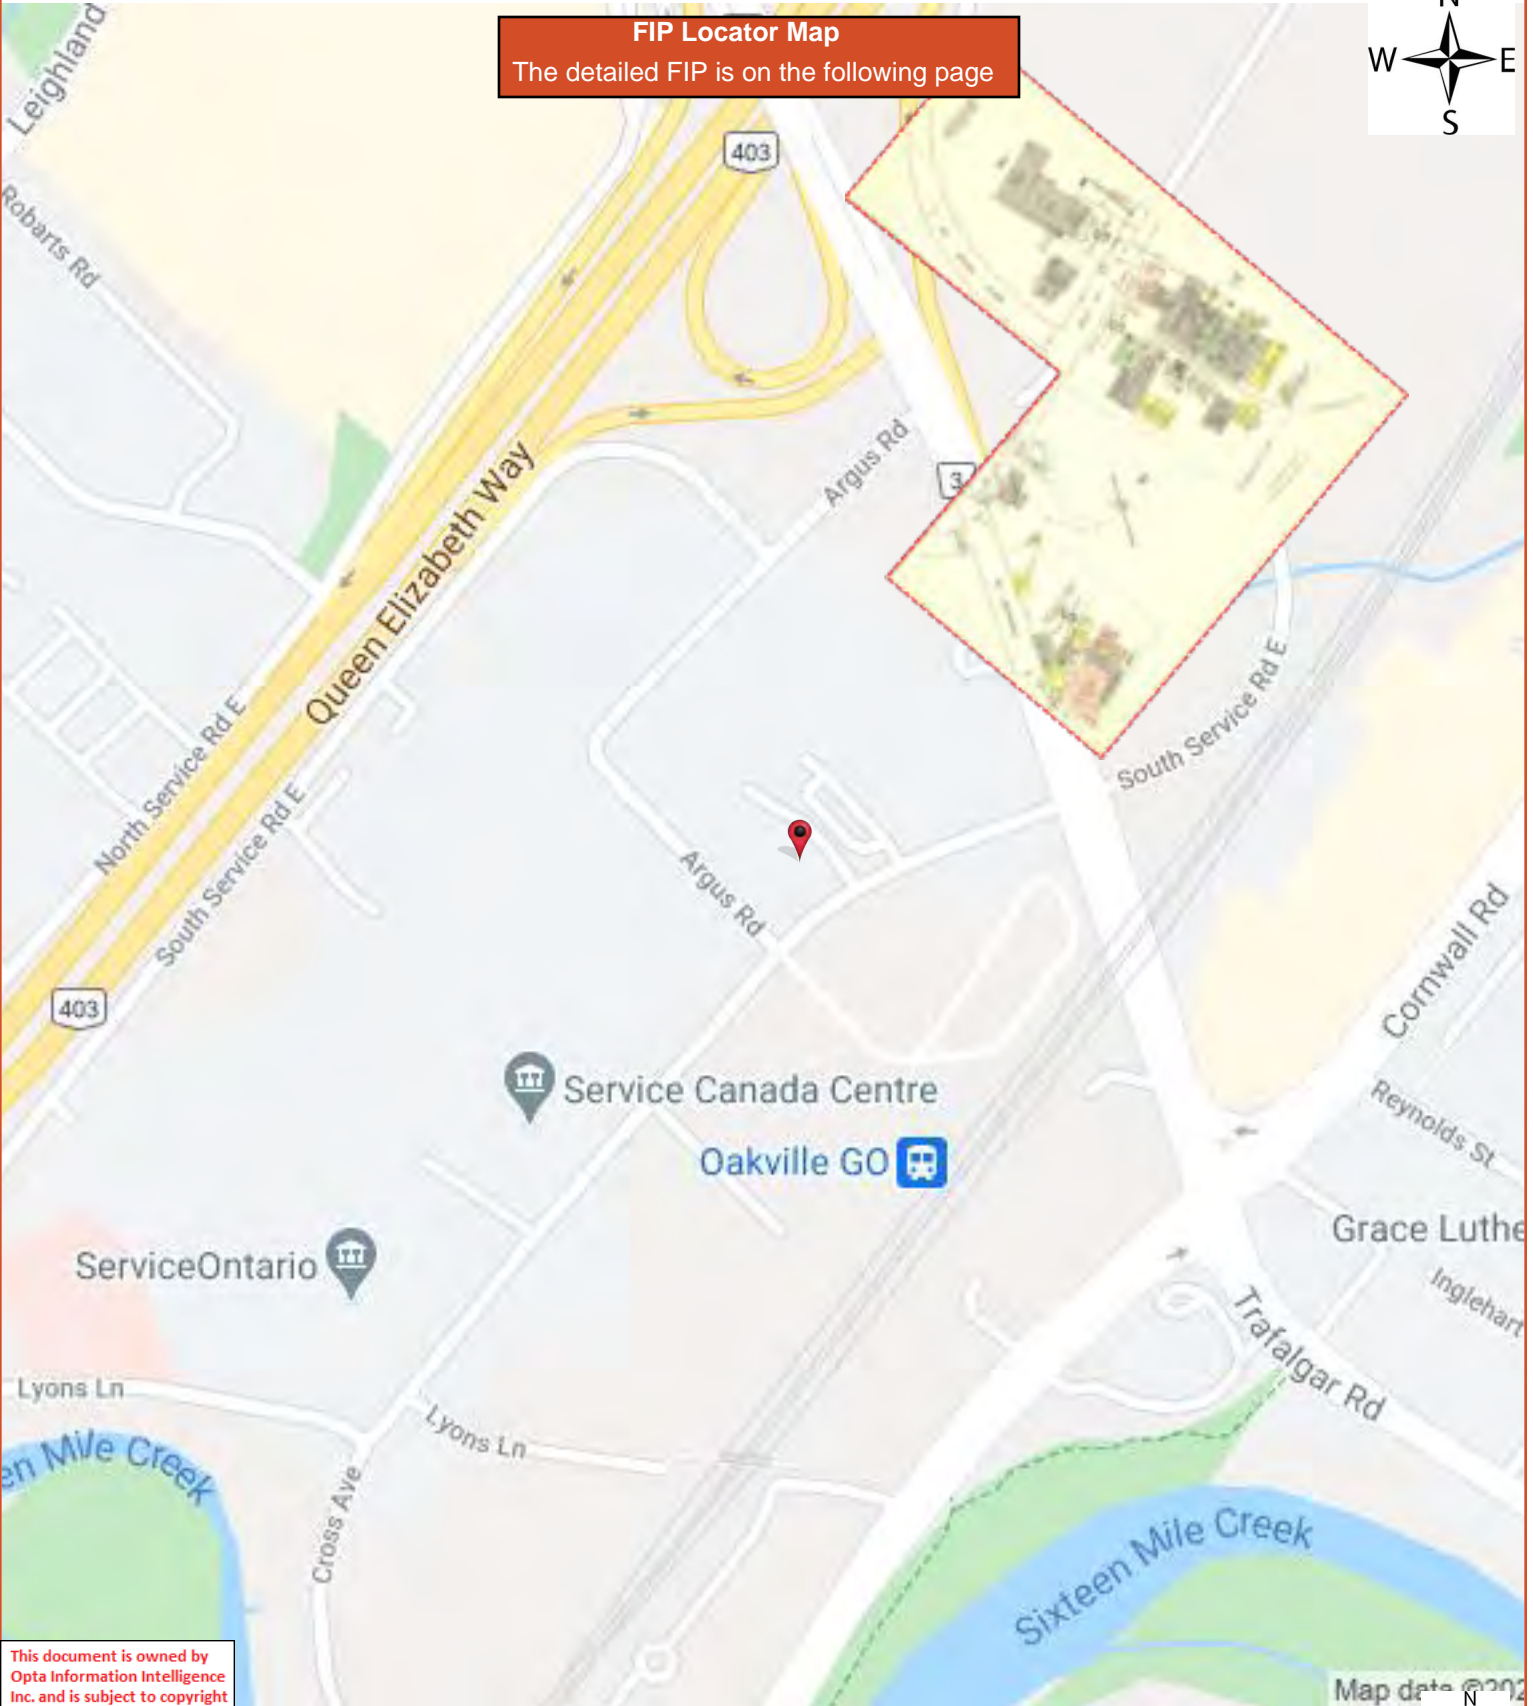 N
FIP Locator Map
The detailed FIP is on the following page
W
E
S
Leighland
403
Robarts Rd
Argus Rd
3
Queen Elizabeth Way
North Service Rd E
South Service Rd E
South Service Rd E
Argus Rd
Cornwall Rd
403
Service Canada Centre
Reynolds St
Oakville GO
Grace Luthe
ServiceOntario
Inglehart
Trafalgar Rd
Lyons Ln
Lyons Ln
en Mile Creek
Cross Ave
Sixteen Mile Creek
This document is owned by
Opta Information Intelligence
Inc. and is subject to copyright
Map data ©202
N